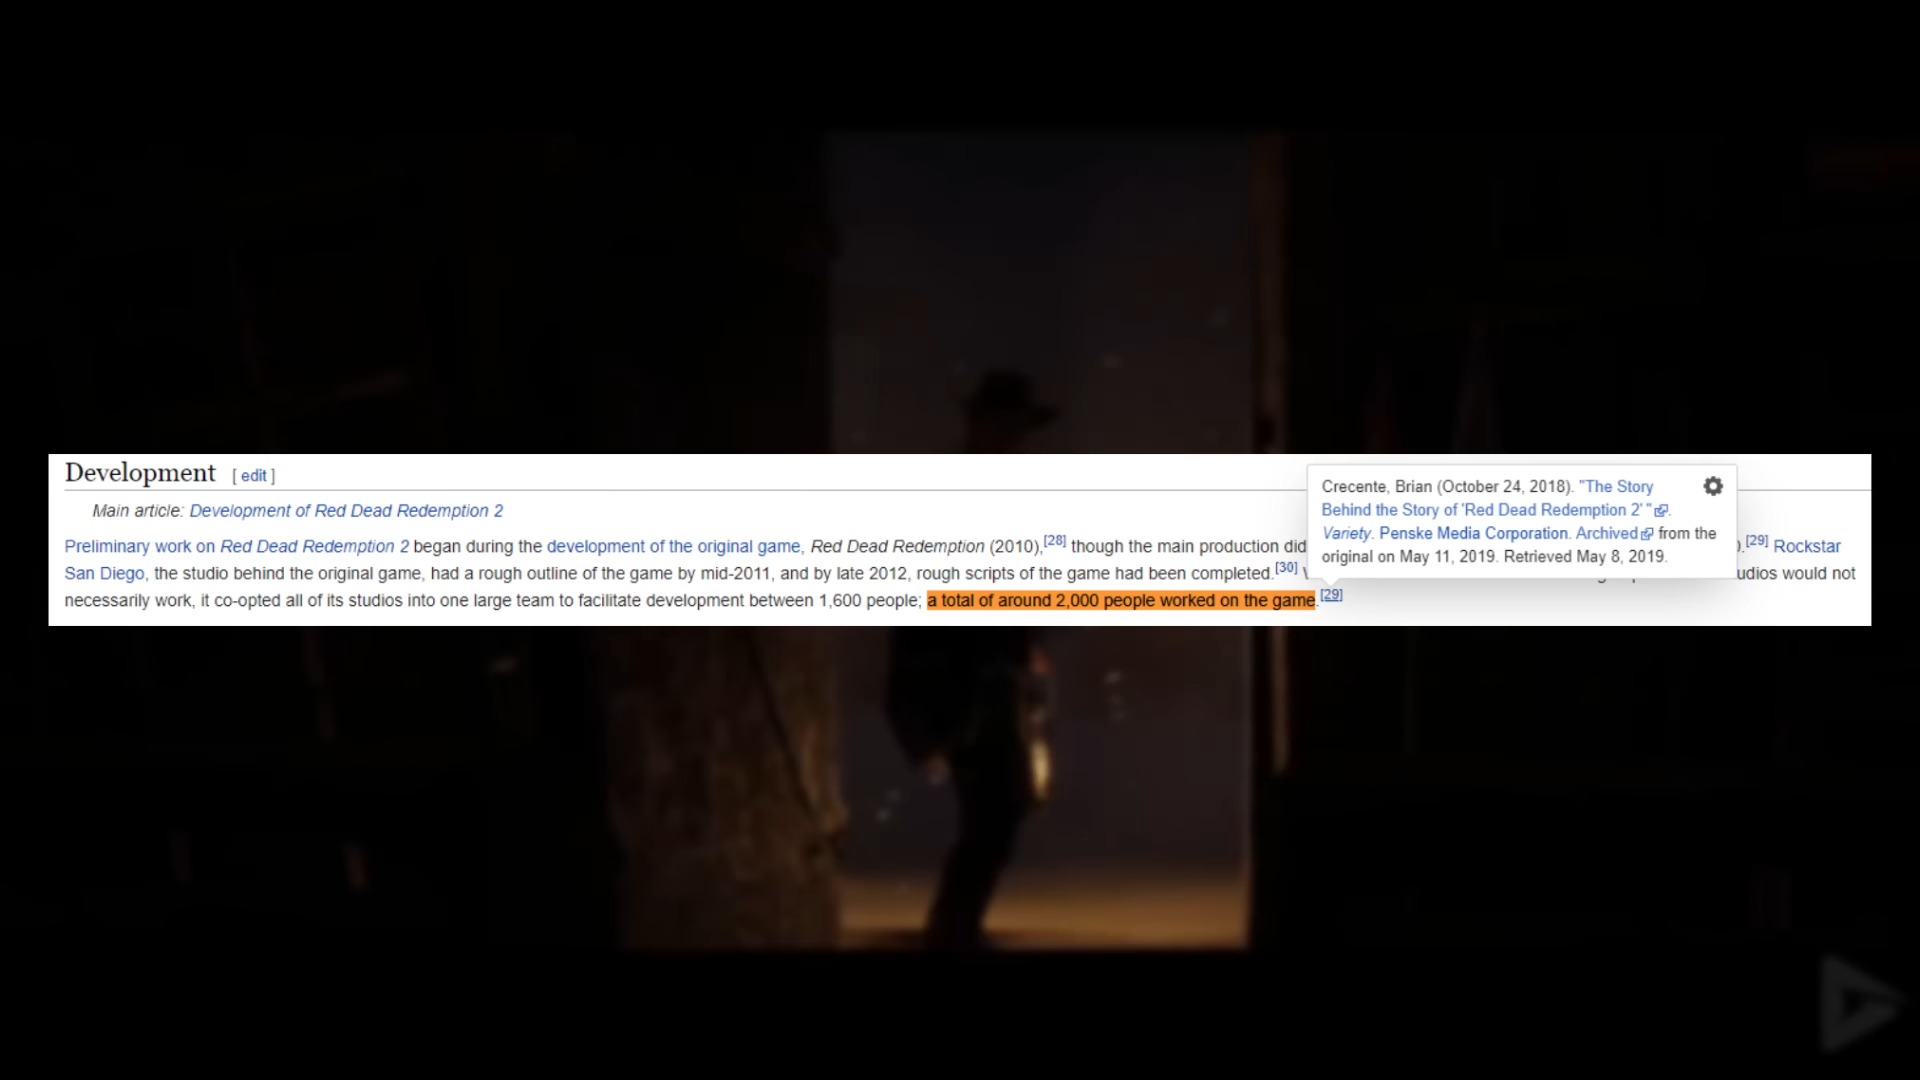 Development [ edit ]
Main article: Development of Red Dead Redemption 2
Preliminary work on Red Dead Redemption 2 began during the development of the original game, Red Dead Redemption (2010),[28] though the main production did ).[29] Rockstar
San Diego, the studio behind the original game, had a rough outline of the game by mid-2011, and by late 2012, rough scripts of the game had been completed.[30] would not
necessarily work, it co-opted all of its studios into one large team to facilitate development between 1,600 people; a total of around 2,000 people worked on the game.[29]
Crecente, Brian (October 24, 2018). "The Story
Behind the Story of 'Red Dead Redemption 2' ".
Variety. Penske Media Corporation. Archived from the
original on May 11, 2019. Retrieved May 8, 2019.